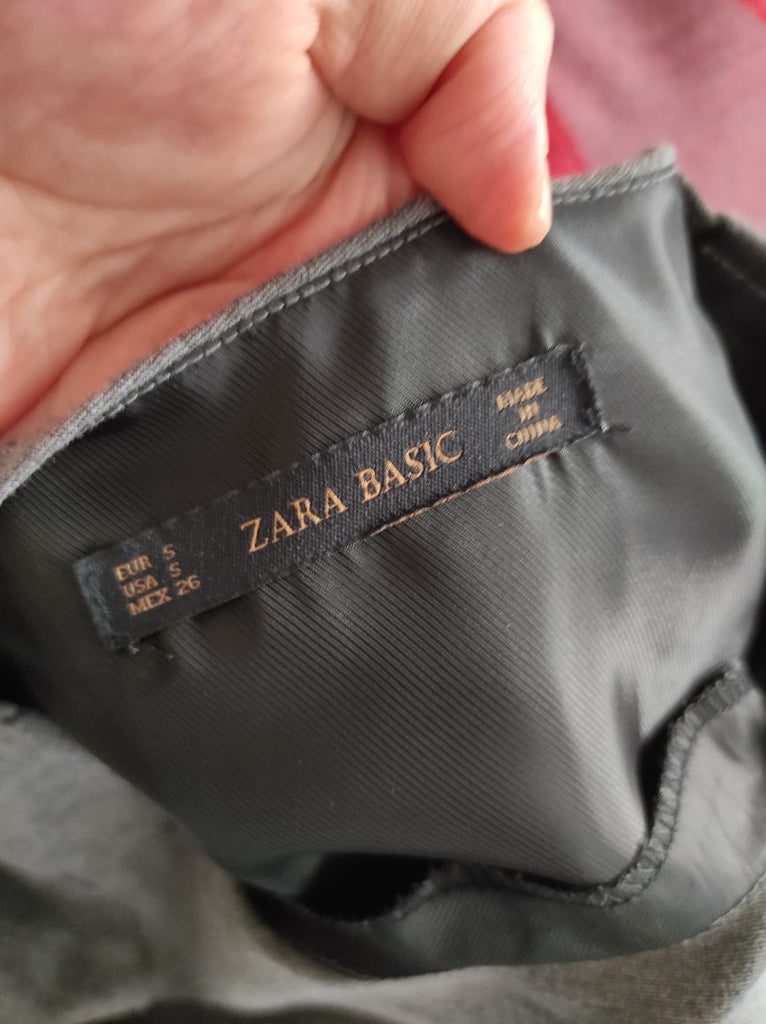 EUR S
USA S
MEX 26
ZARA BASIC
MADE
IN
CHINA